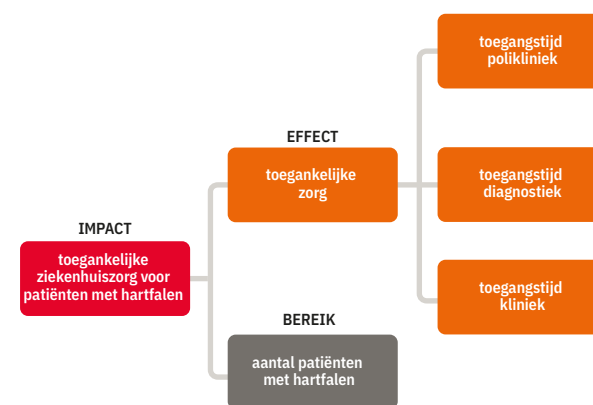 IMPACT
toegankelijke
ziekenhuiszorg voor
patiënten met hartfalen
EFFECT
toegankelijke
zorg
BEREIK
aantal patiënten
met hartfalen
toegangstijd
polikliniek
toegangstijd
diagnostiek
toegangstijd
kliniek